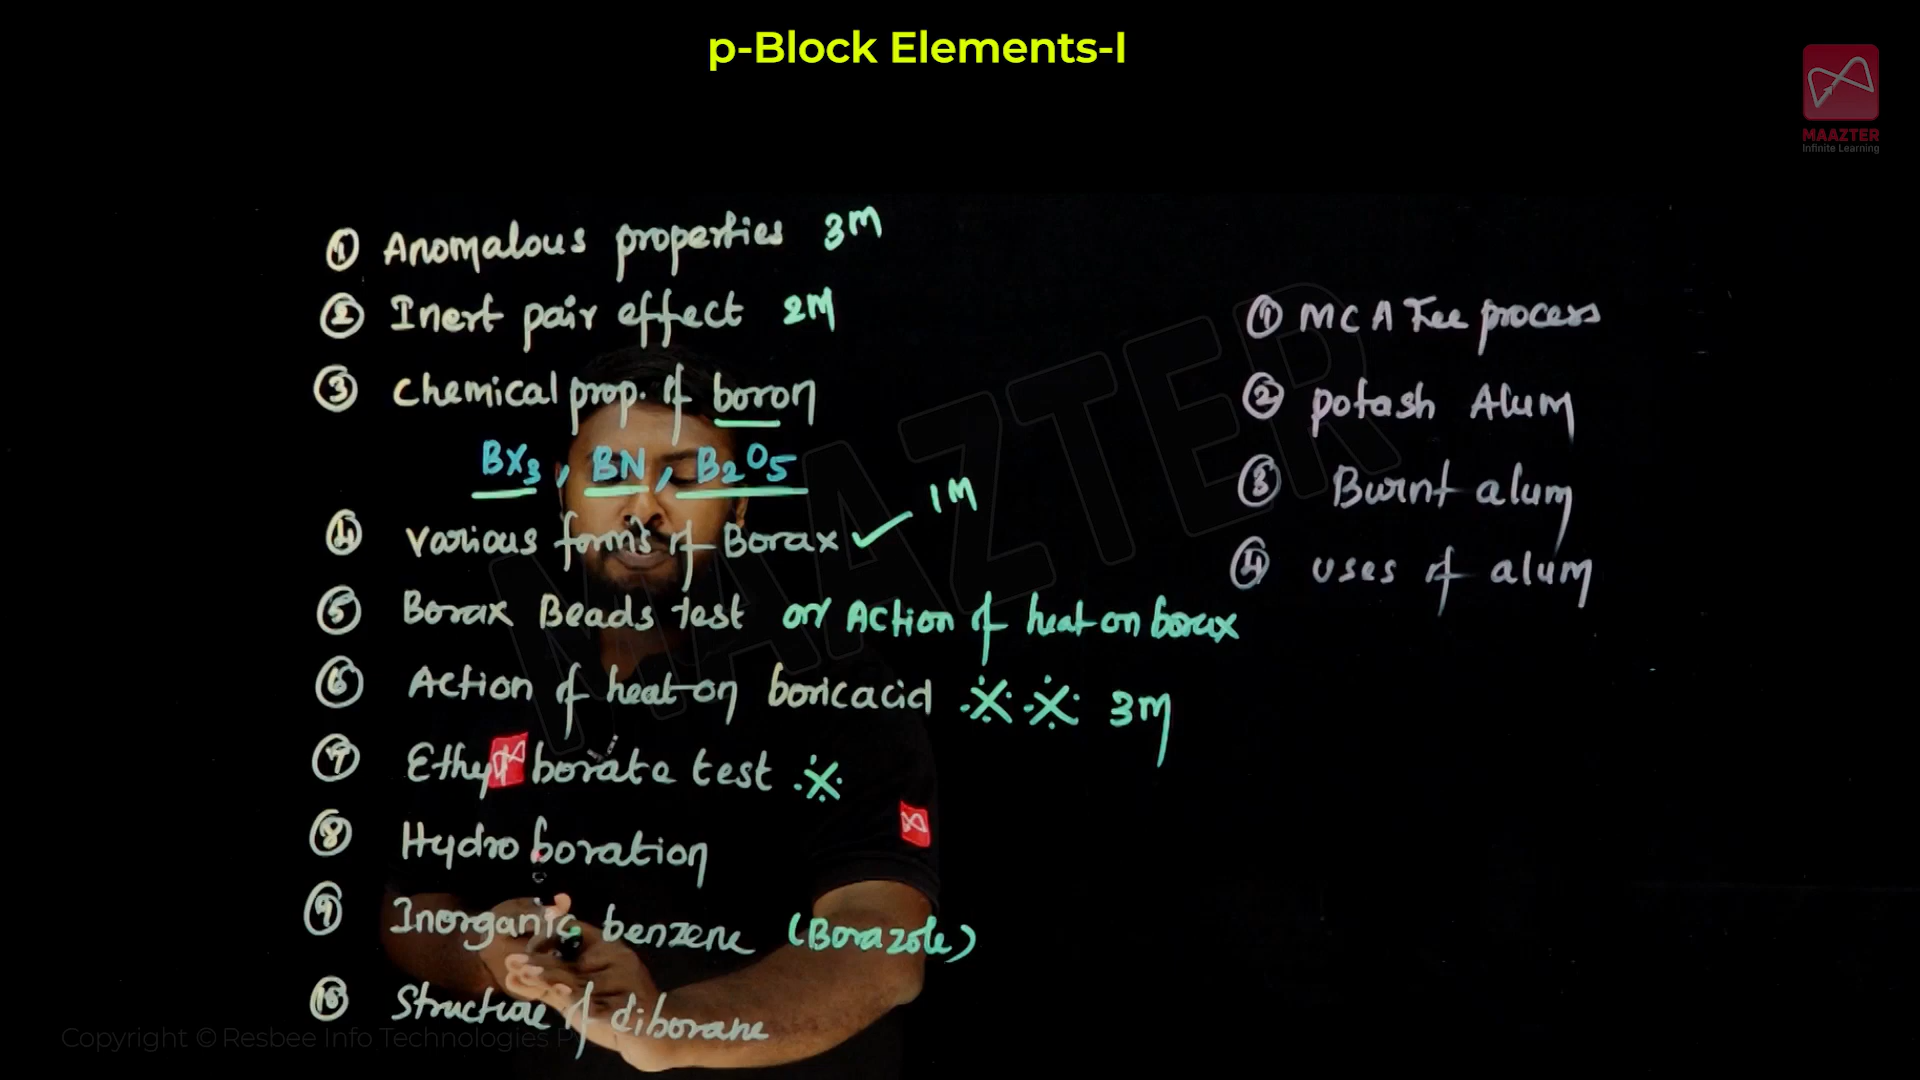 p-Block Elements-I
MAAZTER
Infinite Learning
① Anomalous properties 3M
② Inert pair effect 2M
③ Chemical prop. of boron
BX₃, BN, B₂O₅
④ Various forms of Borax ✓ 1M
⑤ Borax Beads test or Action of heat on borax
⑥ Action of heat on boric acid ※ ※ 3M
⑦ Ethyl borate test ※
⑧ Hydro boration
⑨ Inorganic benzene (Borazole)
⑩ Structure of diborane
① MC A Fee process
② potash Alum
③ Burnt alum
④ uses of alum
MAAZTER
Copyright © Resbee Info Technologies P